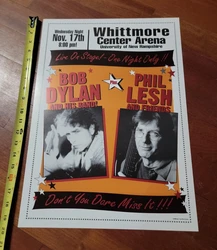 Wednesday Night
Nov. 17th
8:00 pm!
Whittmore
Center Arena
University of New Hampshire
Live On Stage! - One Night Only!!
BOB
DYLAN
AND HIS BAND!
PHIL
LESH
AND FRIENDS!
Don't You Dare Miss It!!!